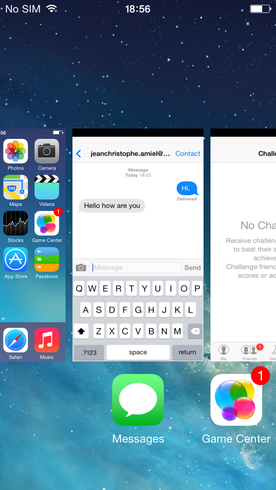 No SIM 18:56
Photos Camera
Maps Videos
1
Stocks Game Center
App Store Passbook
Safari Music
jeanchristophe.amiel@... Contact
iMessage
Today 18:53
Hi,
Delivered
Hello how are you
Message Send
Q W E R T Y U I O P
A S D F G H J K L
Z X C V B N M
.?123 space return
Challe
No Cha
Receive challeng
to beat their s
achieve
Challenge friend
scores or ac
1
Me Friends
Messages
1
Game Center